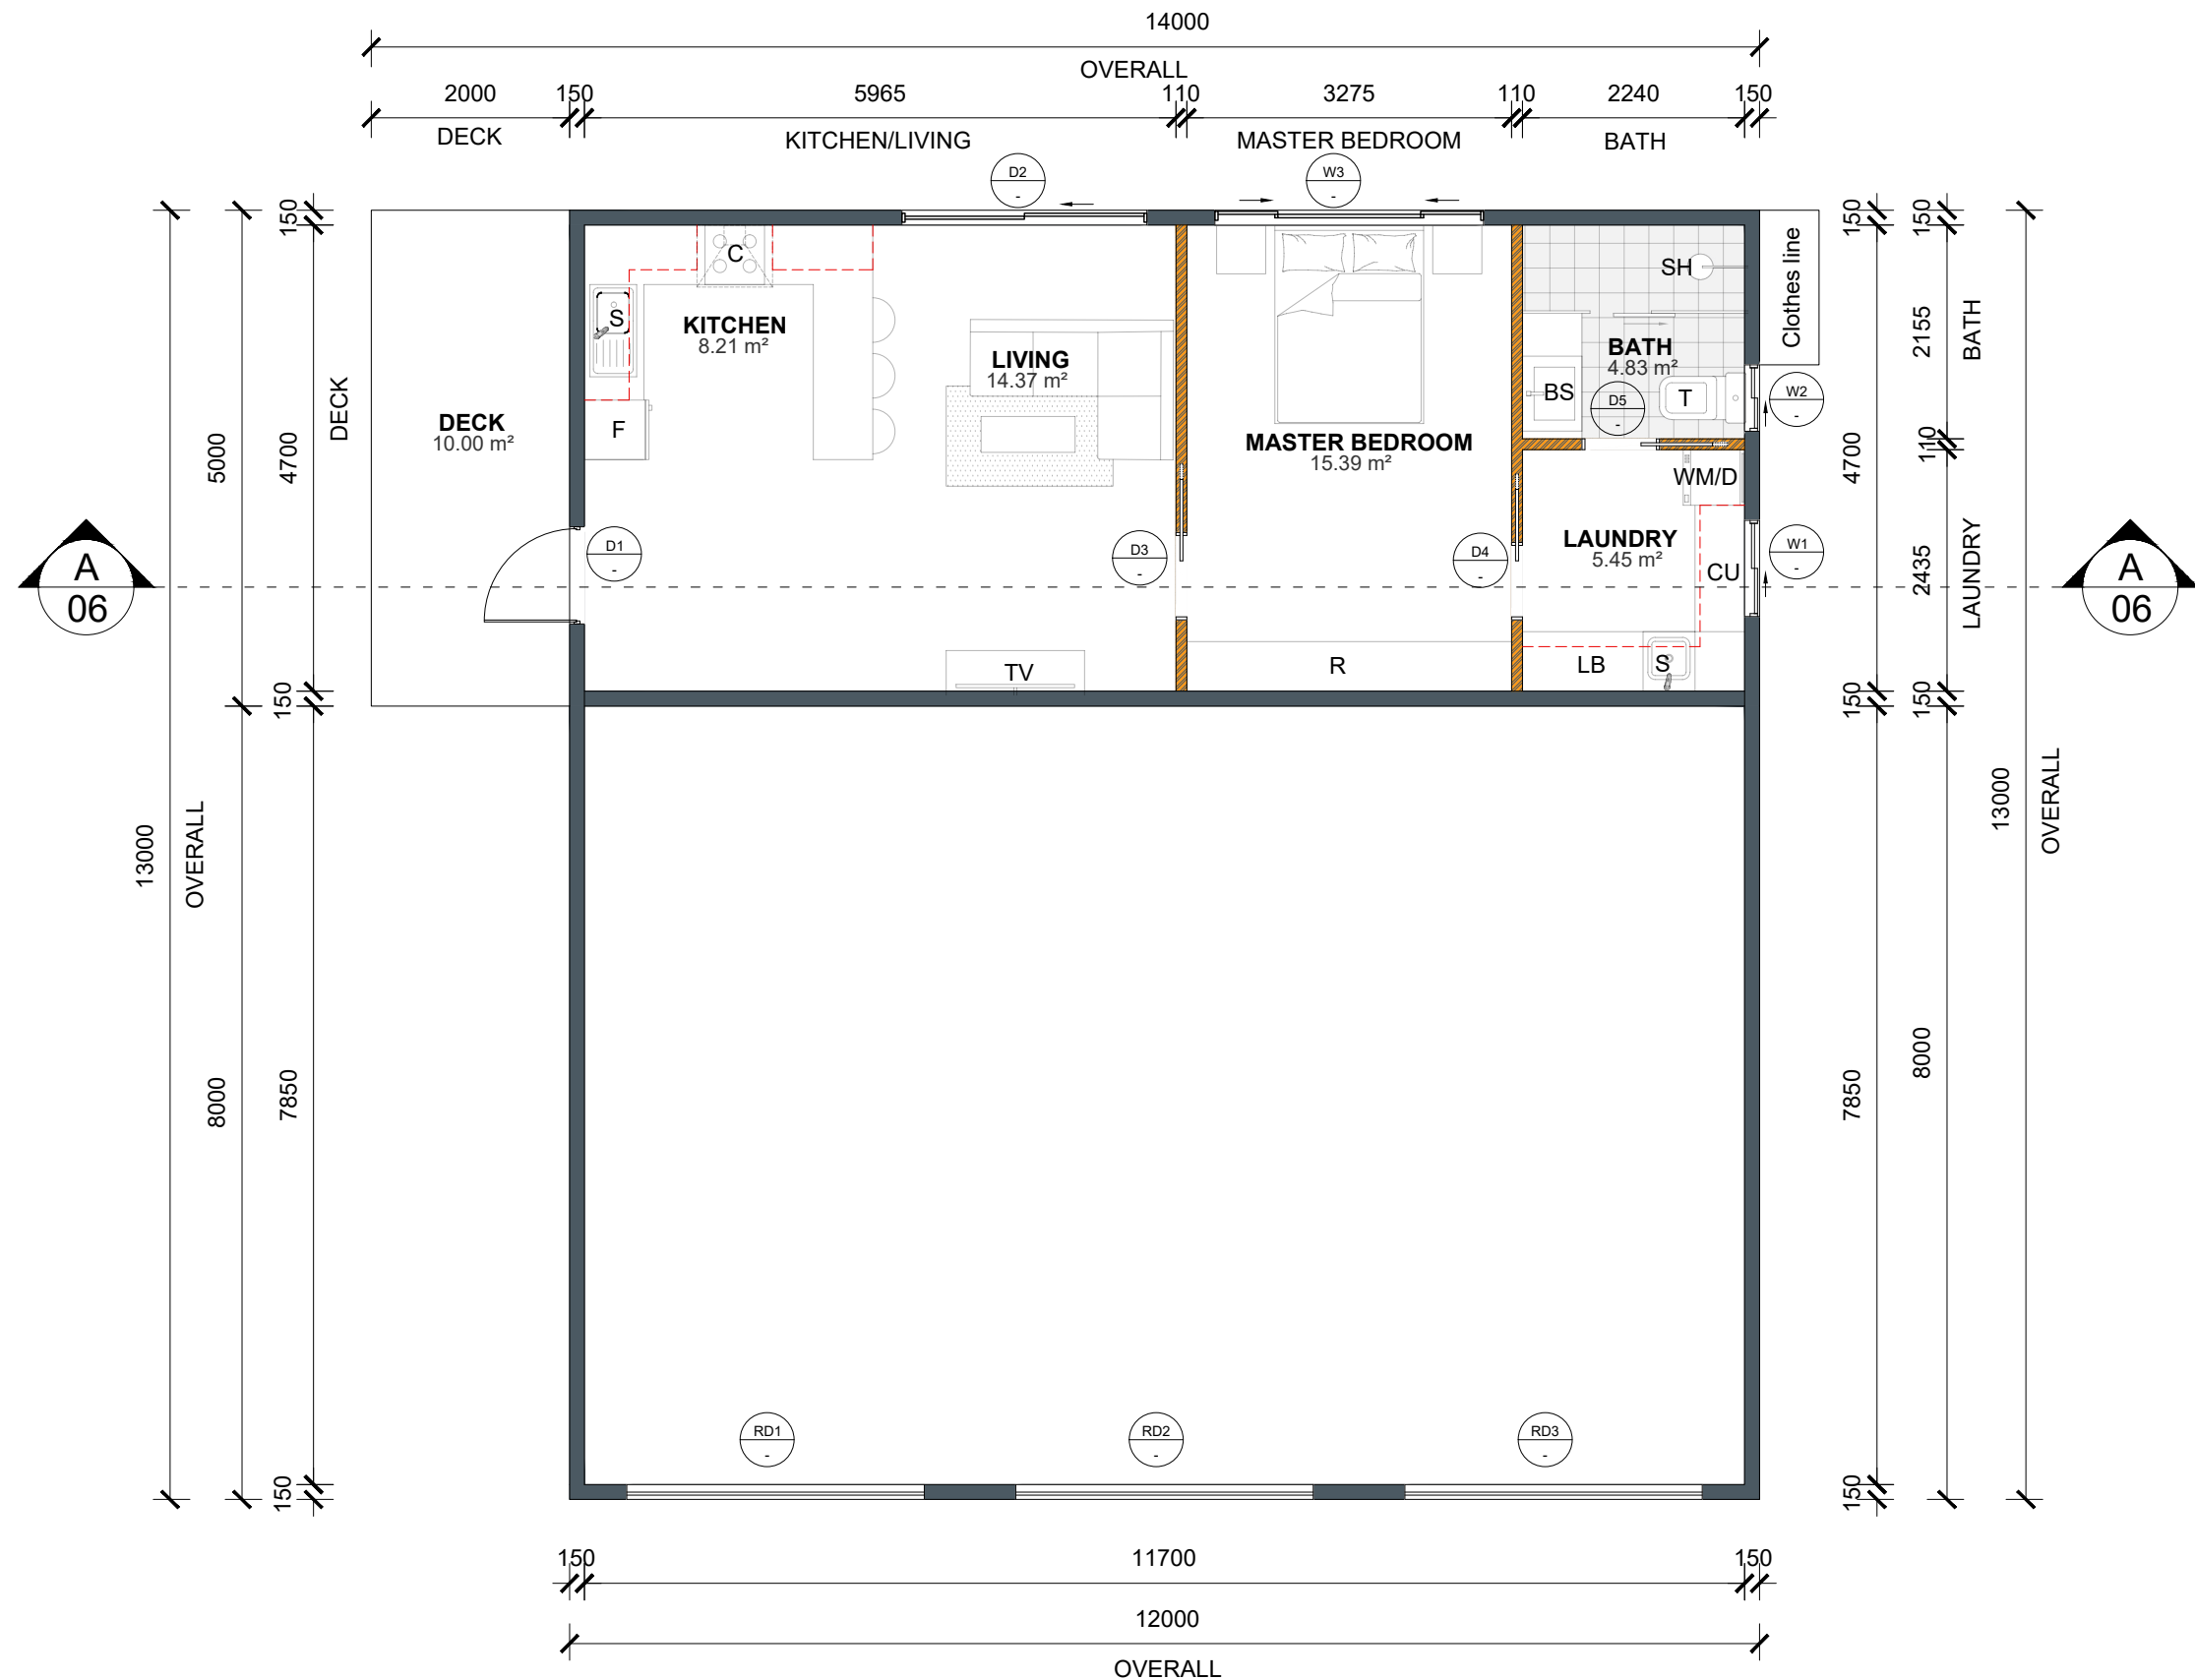 14000
OVERALL
2000
150
5965
110
3275
110
2240
150
DECK
KITCHEN/LIVING
MASTER BEDROOM
BATH
D2
-
W3
-
150
150
150
C
SH
Clothes line
S
KITCHEN
8.21 m²
LIVING
14.37 m²
BATH
4.83 m²
2155
BATH
DECK
BS
D5
-
T
W2
-
F
DECK
10.00 m²
MASTER BEDROOM
15.39 m²
5000
4700
4700
110
WM/D
D1
-
D3
-
D4
-
LAUNDRY
5.45 m²
CU
W1
-
2435
LAUNDRY
A
06
A
06
TV
R
LB
S
150
150
150
13000
OVERALL
13000
OVERALL
8000
7850
7850
8000
RD1
-
RD2
-
RD3
-
150
150
150
11700
150
12000
OVERALL